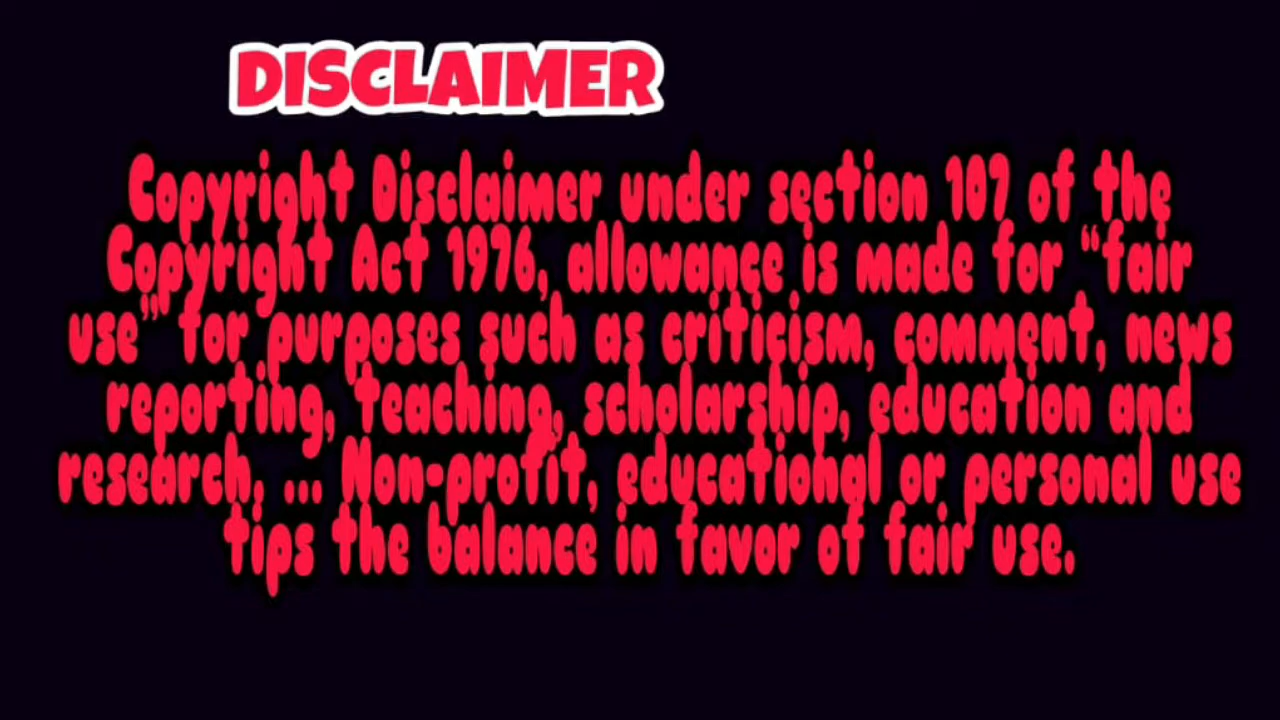 DISCLAIMER
Copyright Disclaimer under section 107 of the
Copyright Act 1976, allowance is made for “fair
use” for purposes such as criticism, comment, news
reporting, teaching, scholarship, education and
research. ... Non-profit, educational or personal use
tips the balance in favor of fair use.